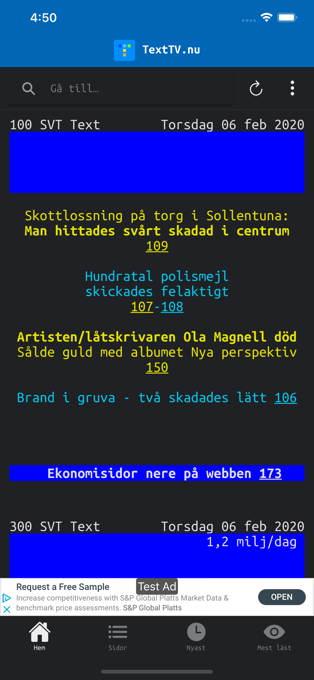 4:50
TextTV.nu
Gå till...
100 SVT Text Torsdag 06 feb 2020
Skottlossning på torg i Sollentuna:
Man hittades svårt skadad i centrum
109
Hundratal polismejl
skickades felaktigt
107-108
Artisten/låtskrivaren Ola Magnell död
Sålde guld med albumet Nya perspektiv
150
Brand i gruva - två skadades lätt 106
Ekonomisidor nere på webben 173
300 SVT Text Torsdag 06 feb 2020
1,2 milj/dag
Test Ad
Request a Free Sample
Increase competitiveness with S&P Global Platts Market Data &
benchmark price assessments. S&P Global Platts
OPEN
Hem Sidor Nyast Mest läst